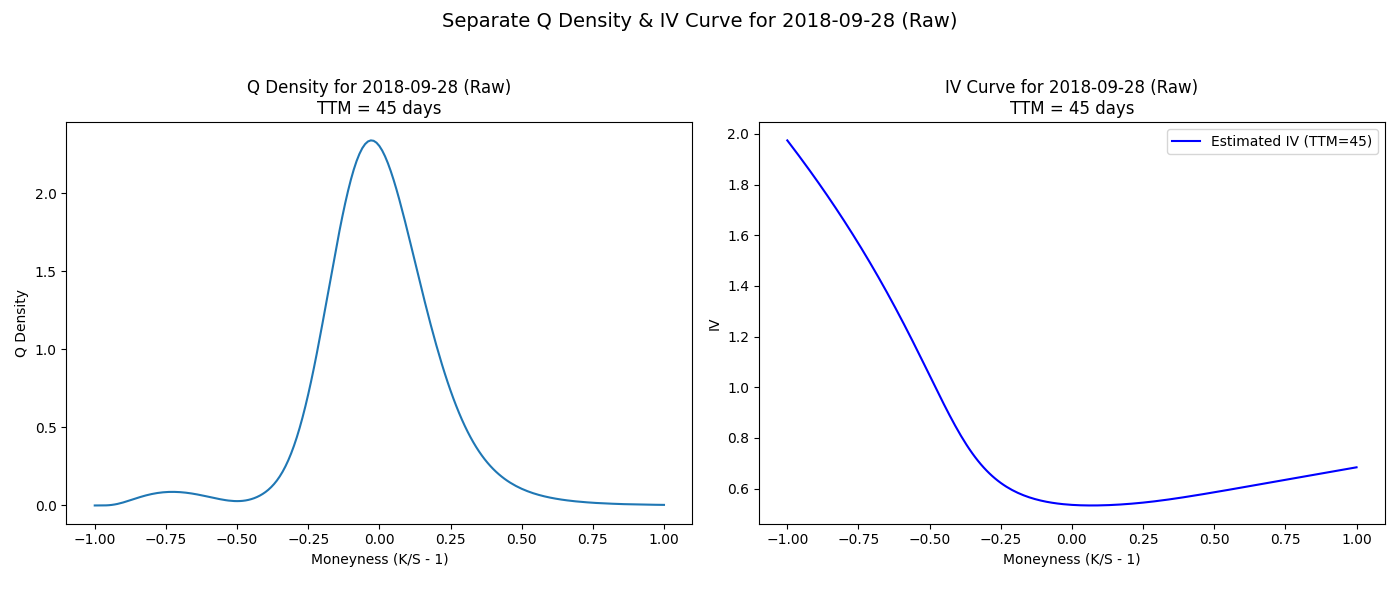 Separate Q Density & IV Curve for 2018-09-28 (Raw)
Q Density for 2018-09-28 (Raw)
TTM = 45 days
Q Density
2.0
1.5
1.0
0.5
0.0
−1.00 −0.75 −0.50 −0.25 0.00 0.25 0.50 0.75 1.00
Moneyness (K/S - 1)
IV Curve for 2018-09-28 (Raw)
TTM = 45 days
Estimated IV (TTM=45)
IV
2.0
1.8
1.6
1.4
1.2
1.0
0.8
0.6
−1.00 −0.75 −0.50 −0.25 0.00 0.25 0.50 0.75 1.00
Moneyness (K/S - 1)